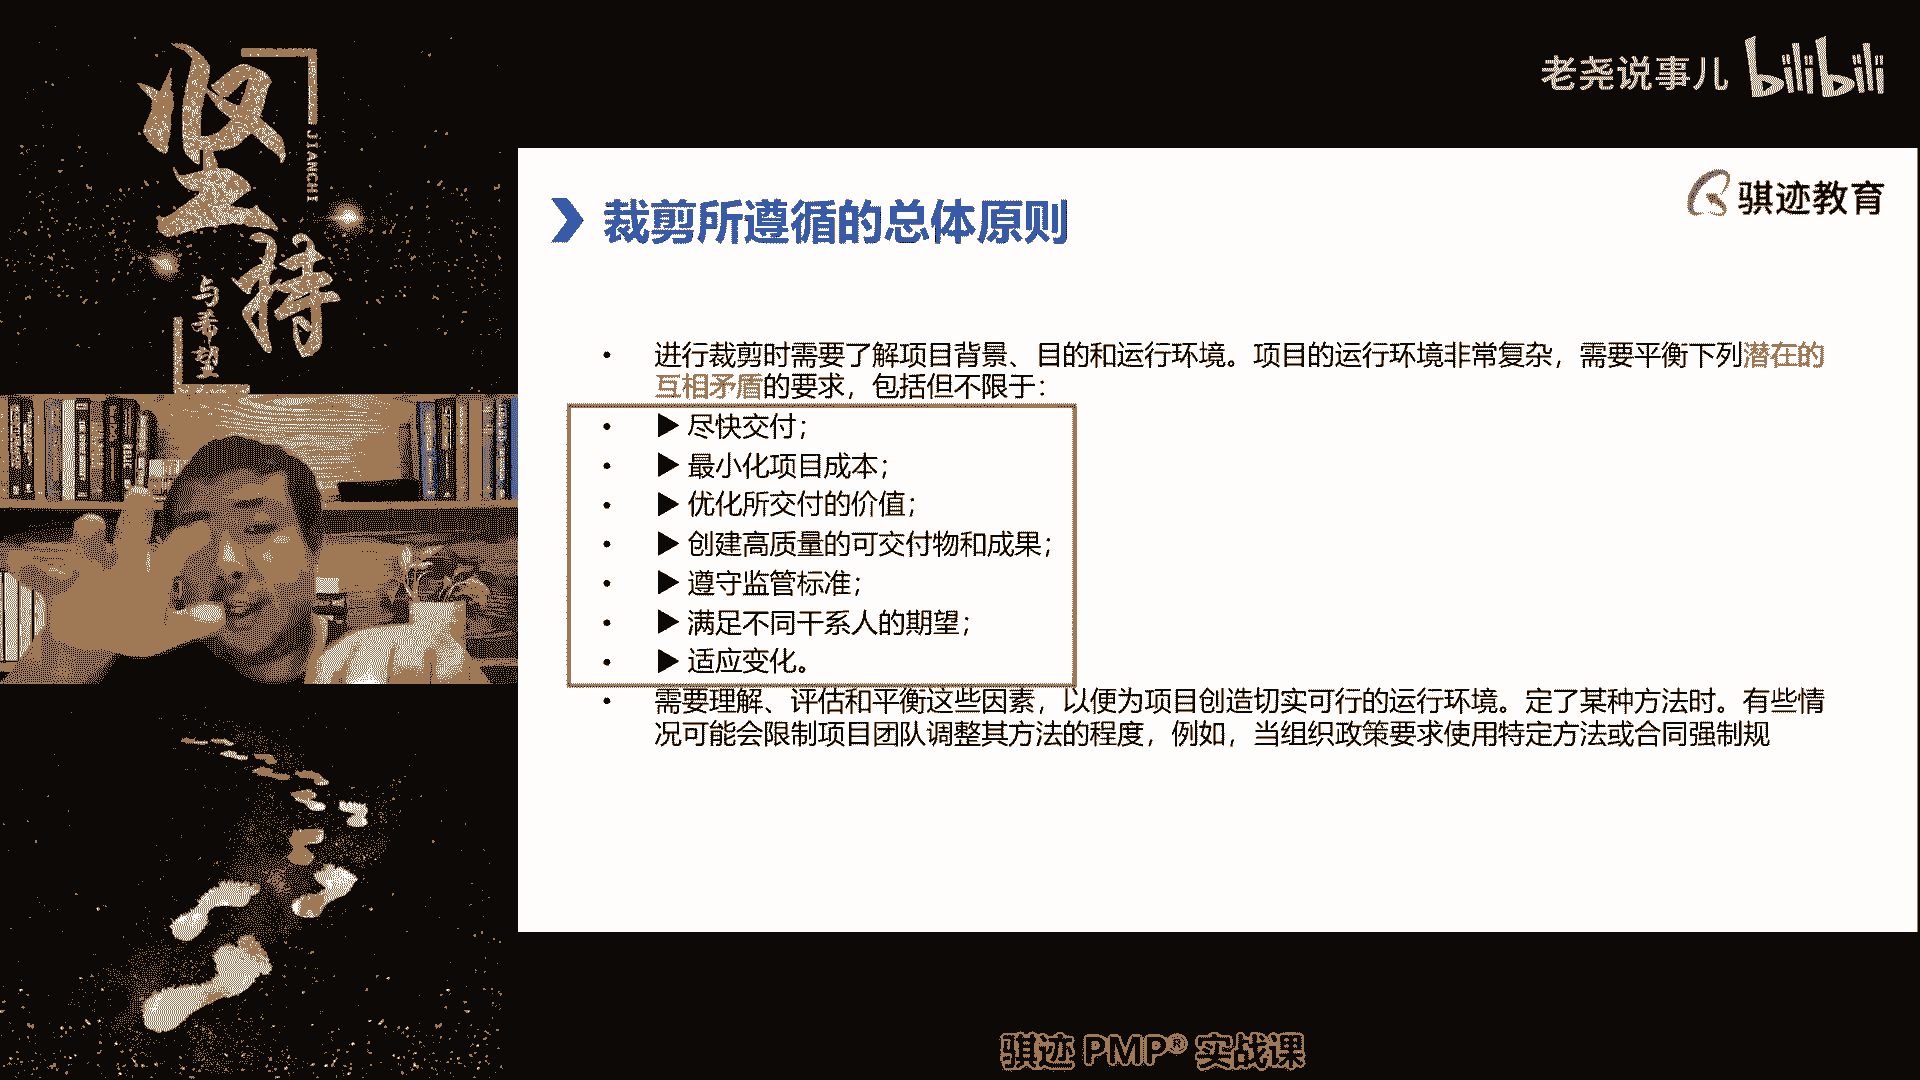 坚持
JIANCHI
与希望
老尧说事儿 bilibili
骐迹教育
裁剪所遵循的总体原则
• 进行裁剪时需要了解项目背景、目的和运行环境。项目的运行环境非常复杂，需要平衡下列潜在的
互相矛盾的要求，包括但不限于：
• ▶ 尽快交付；
• ▶ 最小化项目成本；
• ▶ 优化所交付的价值；
• ▶ 创建高质量的可交付物和成果；
• ▶ 遵守监管标准；
• ▶ 满足不同干系人的期望；
• ▶ 适应变化。
• 需要理解、评估和平衡这些因素，以便为项目创造切实可行的运行环境。定了某种方法时。有些情
况可能会限制项目团队调整其方法的程度，例如，当组织政策要求使用特定方法或合同强制规
骐迹 PMP® 实战课